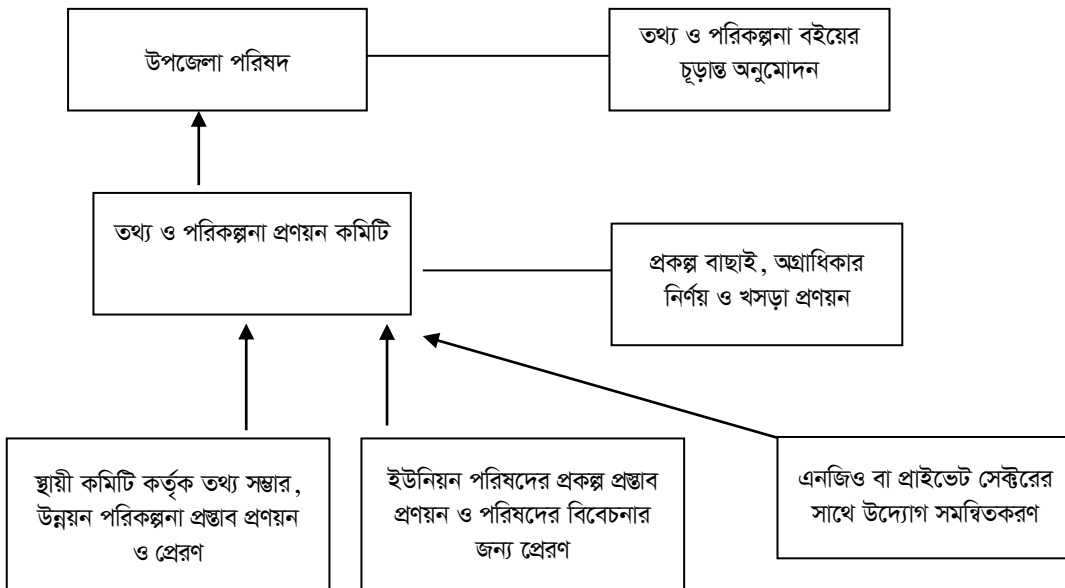 উপজেলা পরিষদ
তথ্য ও পরিকল্পনা বইয়ের
চূড়ান্ত অনুমোদন
তথ্য ও পরিকল্পনা প্রণয়ন কমিটি
প্রকল্প বাছাই, অগ্রাধিকার
নির্ণয় ও খসড়া প্রণয়ন
স্থায়ী কমিটি কর্তৃক তথ্য সম্ভার,
উন্নয়ন পরিকল্পনা প্রস্তাব প্রণয়ন
ও প্রেরণ
ইউনিয়ন পরিষদের প্রকল্প প্রস্তাব
প্রণয়ন ও পরিষদের বিবেচনার
জন্য প্রেরণ
এনজিও বা প্রাইভেট সেক্টরের
সাথে উদ্যোগ সমন্বিতকরণ